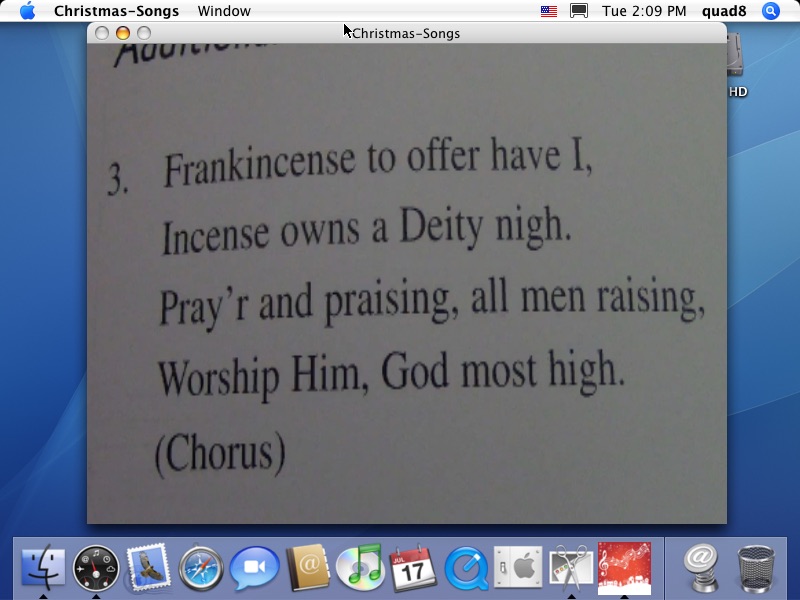 Christmas-Songs Window Tue 2:09 PM quad8
Christmas-Songs
HD
3. Frankincense to offer have I,
Incense owns a Deity nigh.
Pray'r and praising, all men raising,
Worship Him, God most high.
(Chorus)
JUL
17